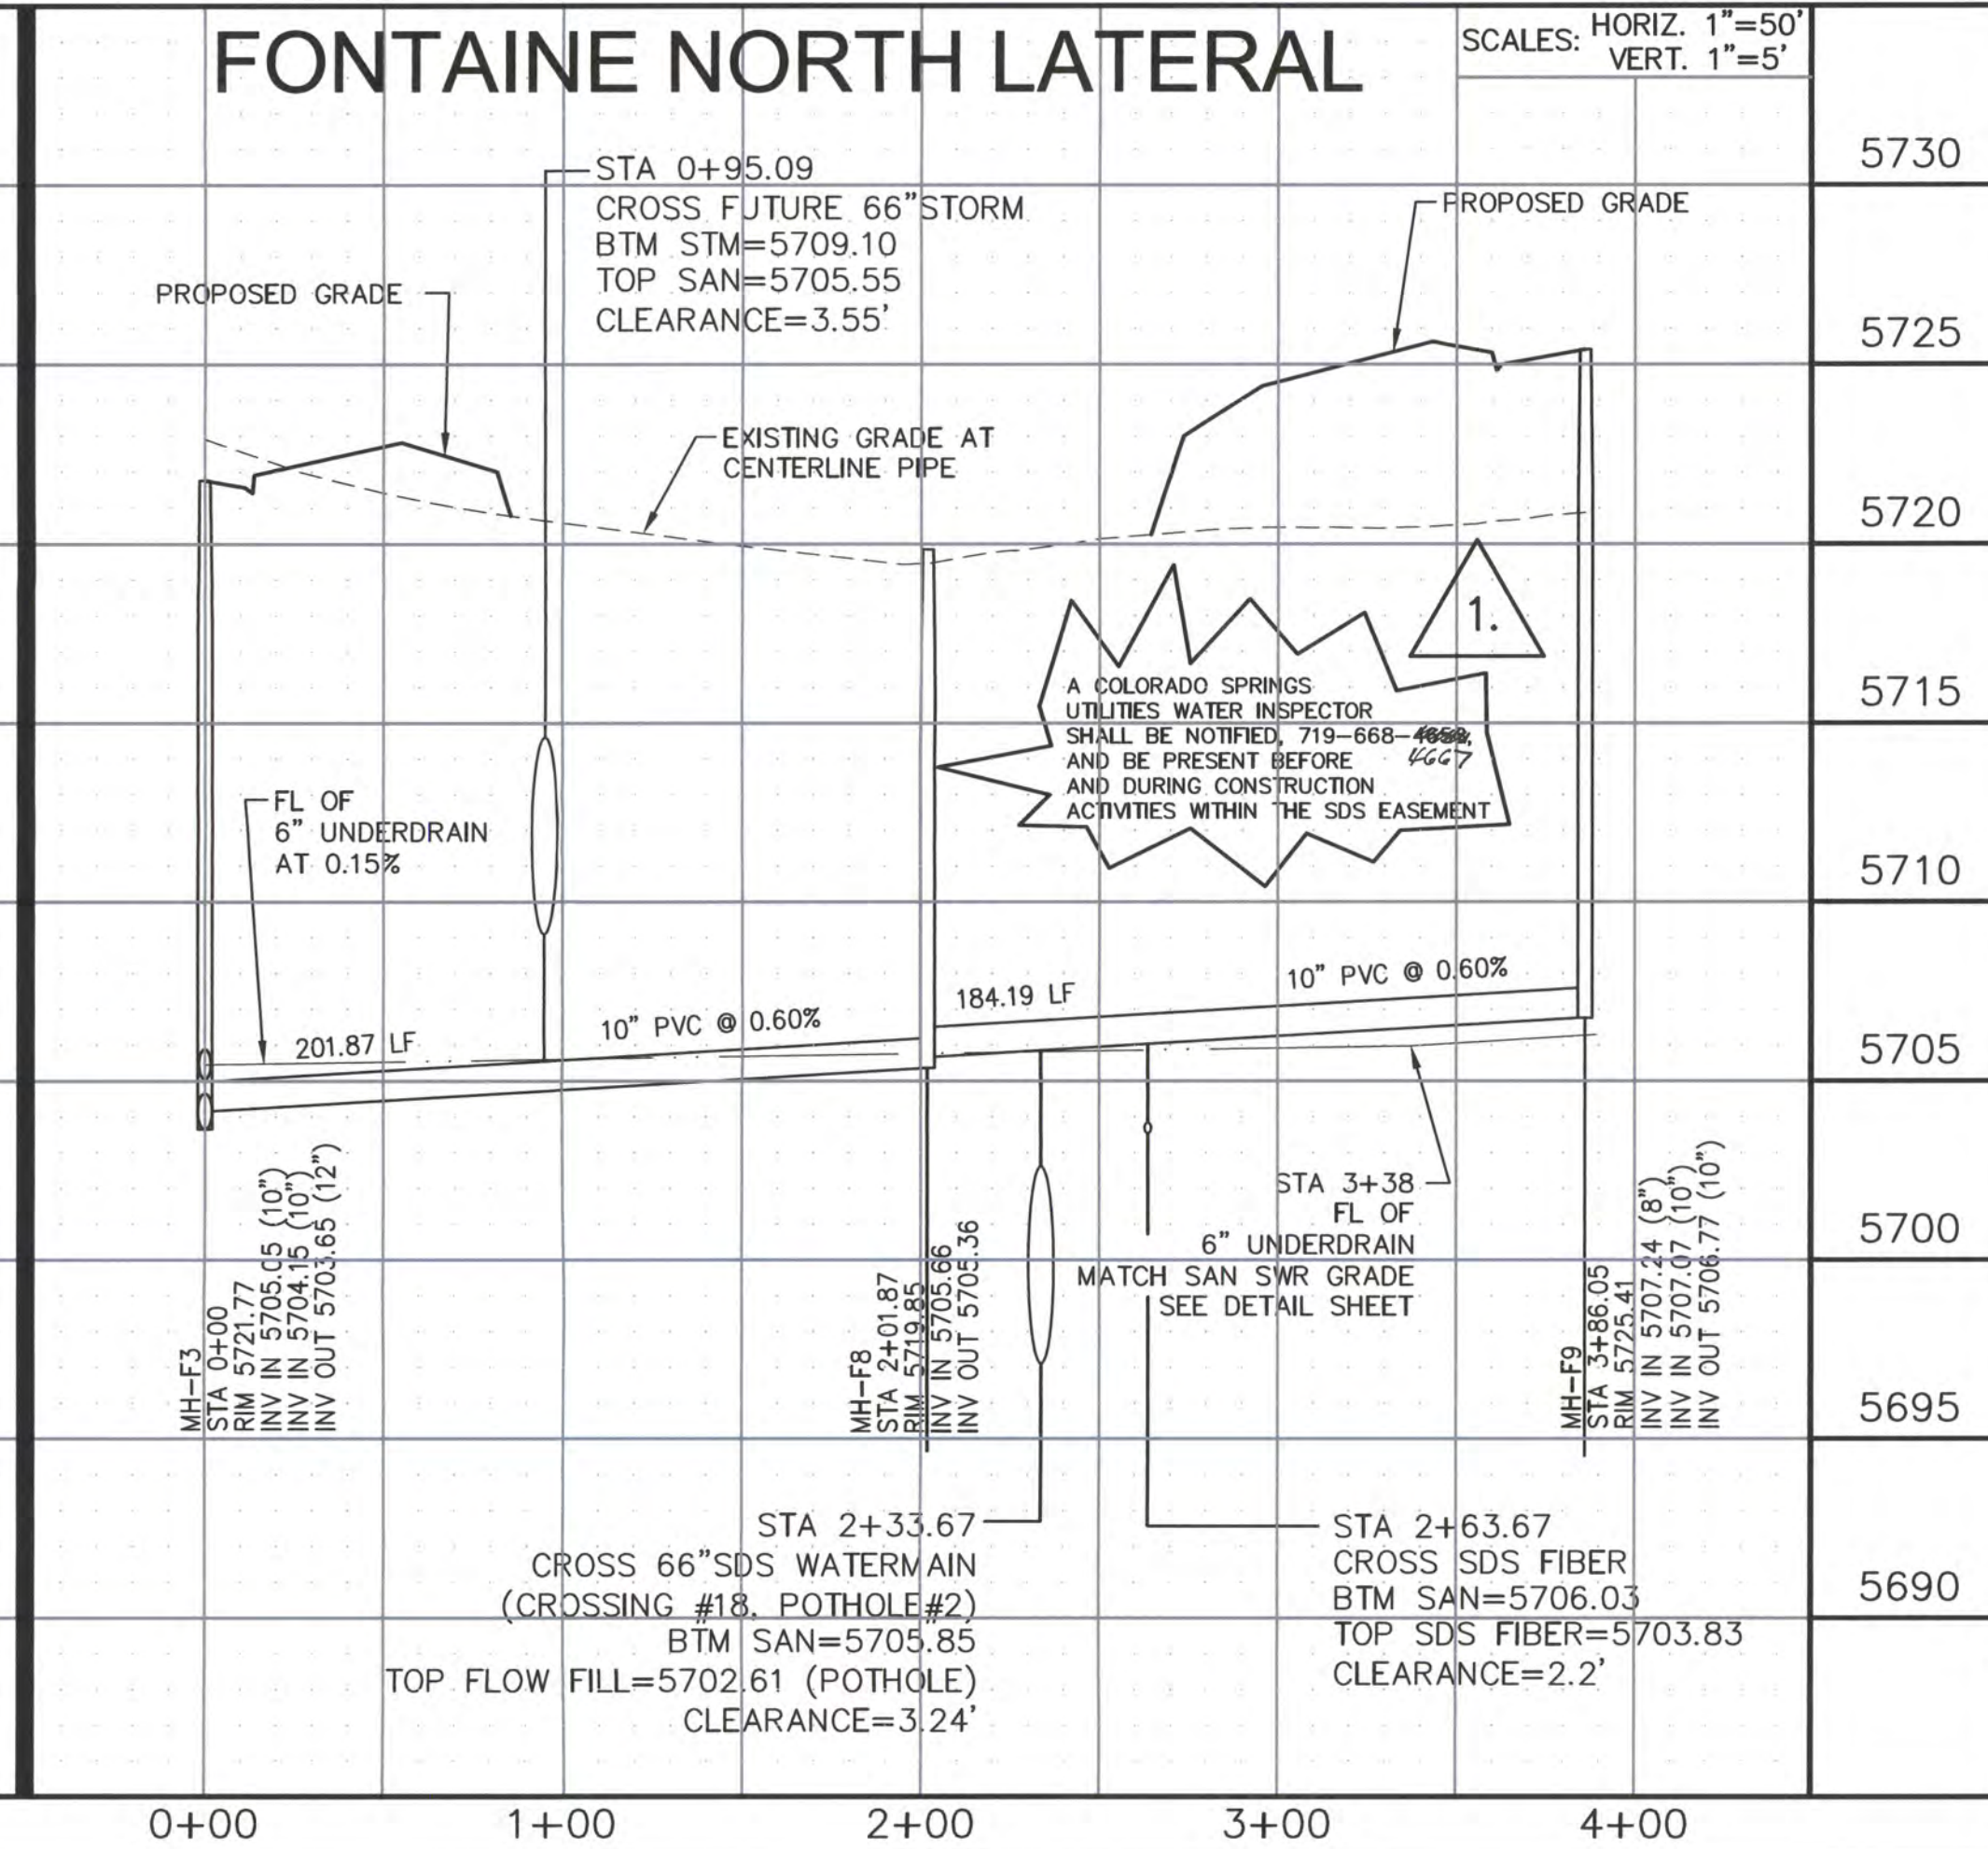 FONTAINE NORTH LATERAL
SCALES: HORIZ. 1"=50'
VERT. 1"=5'
STA 0+95.09
CROSS FUTURE 66"STORM
BTM STM=5709.10
TOP SAN=5705.55
CLEARANCE=3.55'
PROPOSED GRADE
PROPOSED GRADE
EXISTING GRADE AT
CENTERLINE PIPE
1.
A COLORADO SPRINGS
UTILITIES WATER INSPECTOR
SHALL BE NOTIFIED, 719-668-
4667
AND BE PRESENT BEFORE
AND DURING CONSTRUCTION
ACTIVITIES WITHIN THE SDS EASEMENT
FL OF
6" UNDERDRAIN
AT 0.15%
201.87 LF
10" PVC @ 0.60%
184.19 LF
10" PVC @ 0.60%
MH-F3
STA 0+00
RIM 5721.77
INV IN 5705.05 (10")
INV IN 5704.15 (10")
INV OUT 5703.65 (12")
MH-F8
STA 2+01.87
RIM 5719.85
INV IN 5705.66
INV OUT 5705.36
STA 3+38
FL OF
6" UNDERDRAIN
MATCH SAN SWR GRADE
SEE DETAIL SHEET
MH-F9
STA 3+86.05
RIM 5725.41
INV IN 5707.24 (8")
INV IN 5707.07 (10")
INV OUT 5706.77 (10")
STA 2+33.67
CROSS 66"SDS WATERMAIN
(CROSSING #18, POTHOLE#2)
BTM SAN=5705.85
TOP FLOW FILL=5702.61 (POTHOLE)
CLEARANCE=3.24'
STA 2+63.67
CROSS SDS FIBER
BTM SAN=5706.03
TOP SDS FIBER=5703.83
CLEARANCE=2.2'
5730
5725
5720
5715
5710
5705
5700
5695
5690
0+00
1+00
2+00
3+00
4+00